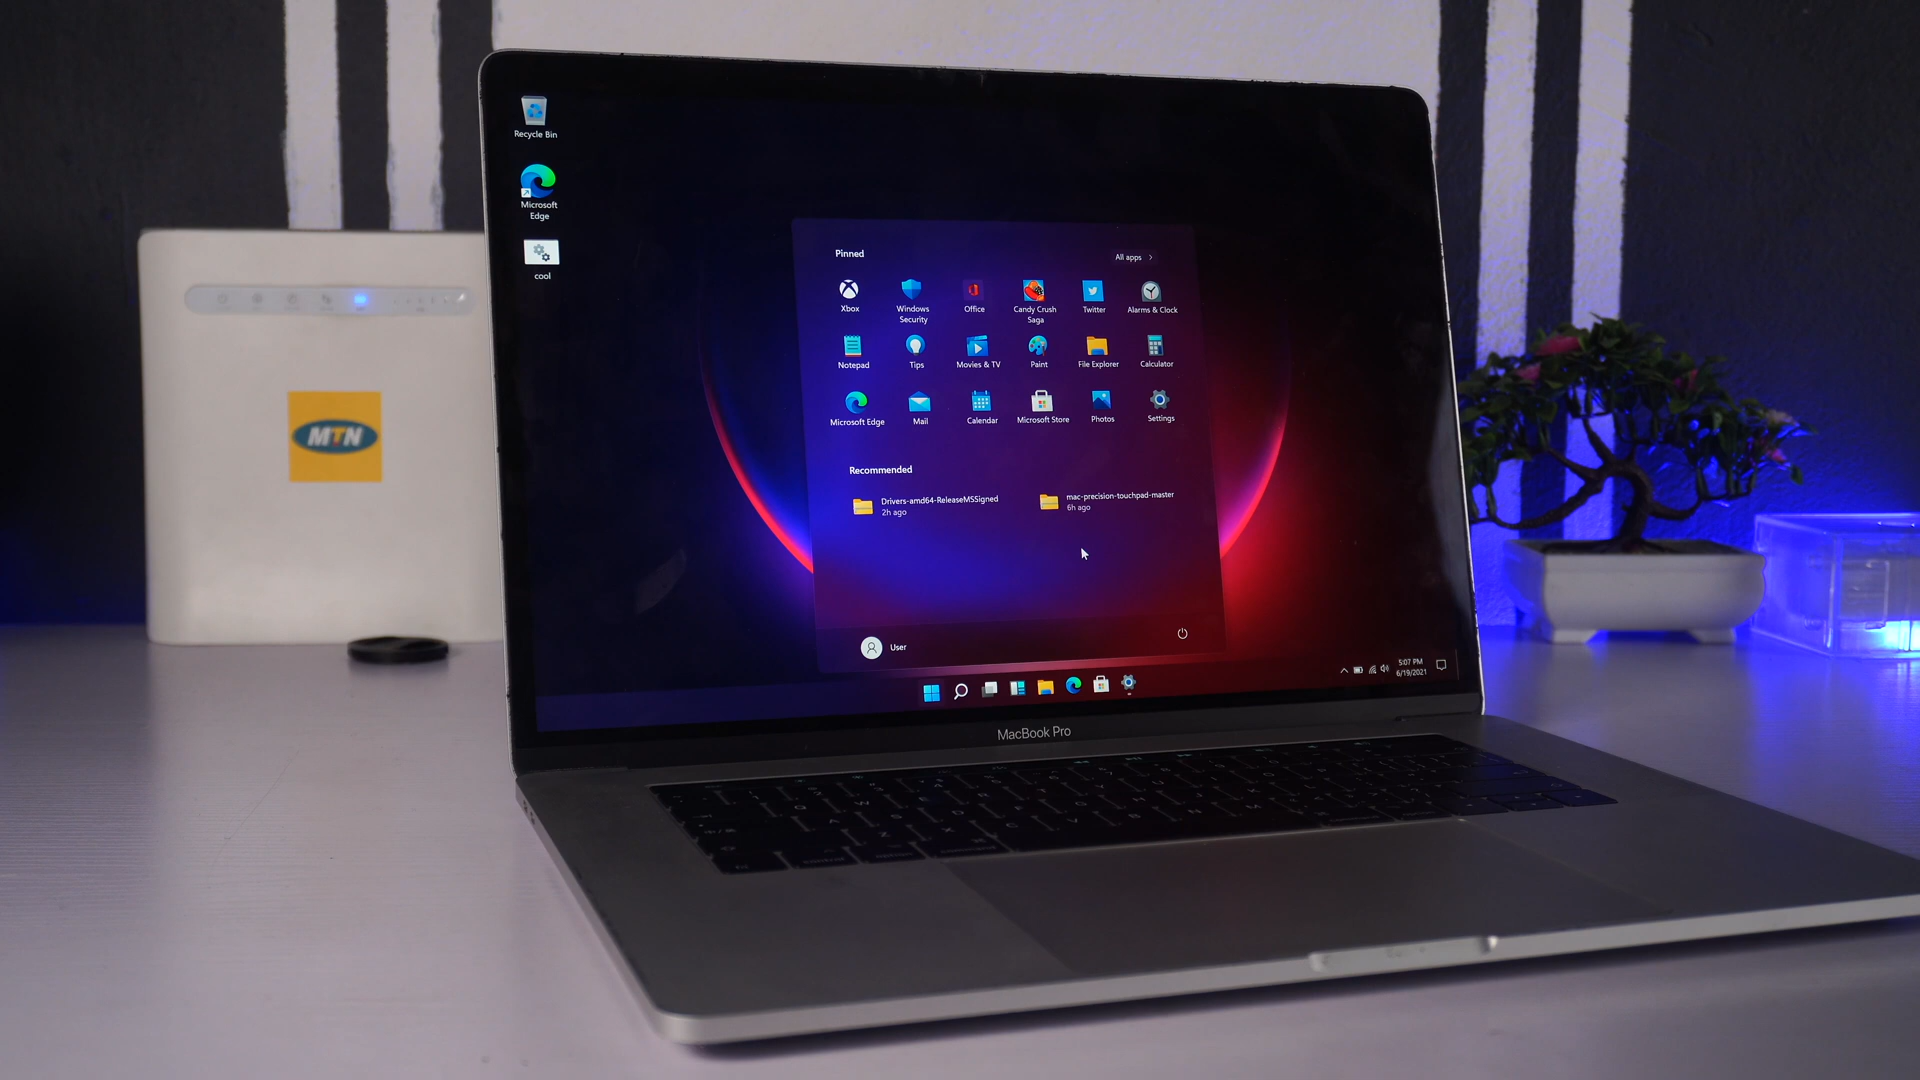 Recycle Bin
Microsoft
Edge
cool
MTN
Pinned
All apps
Xbox
Windows
Security
Office
Candy Crush
Saga
Twitter
Alarms & Clock
Notepad
Tips
Movies & TV
Paint
File Explorer
Calculator
Microsoft Edge
Mail
Calendar
Microsoft Store
Photos
Settings
Recommended
Drivers-amd64-ReleaseMSSigned
2h ago
mac-precision-touchpad-master
6h ago
User
5:07 PM
6/19/2021
MacBook Pro